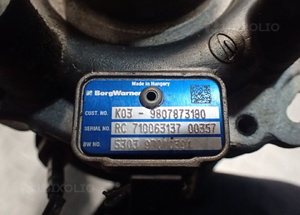 Made in Hungary
BorgWarner
CUST. NO. K03 - 9807873180
SERIAL NO. RC 710063137 00357
BW NO. 5303